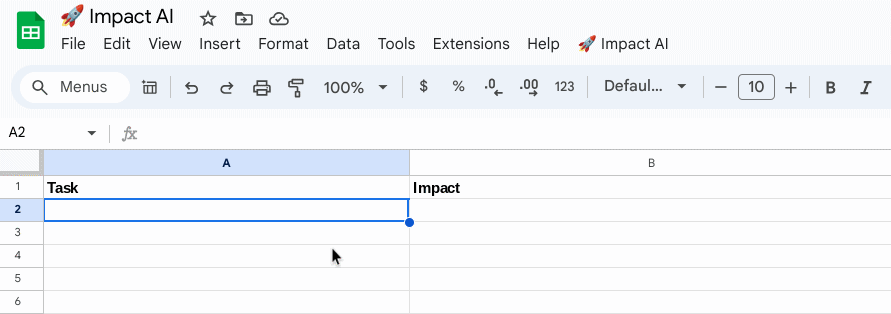 🚀 Impact AI
File Edit View Insert Format Data Tools Extensions Help 🚀 Impact AI
Menus 100% $ % .0 .00 123 Defaul... 10 B I
A2 fx
A B
1 Task Impact
2
3
4
5
6